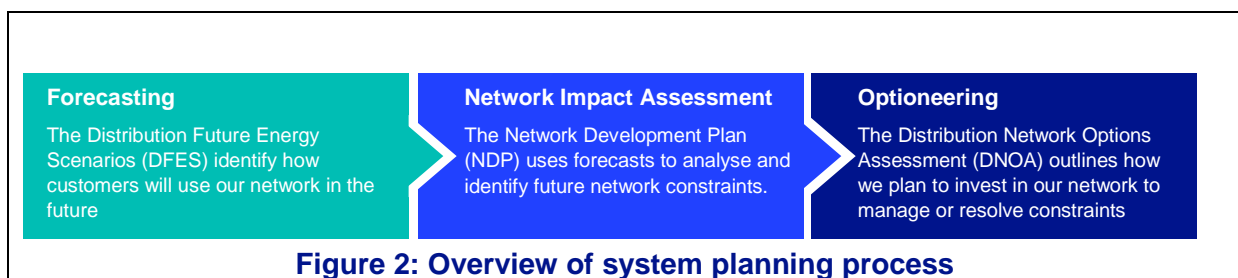 Forecasting
The Distribution Future Energy
Scenarios (DFES) identify how
customers will use our network in the
future
Network Impact Assessment
The Network Development Plan
(NDP) uses forecasts to analyse and
identify future network constraints.
Optioneering
The Distribution Network Options
Assessment (DNOA) outlines how
we plan to invest in our network to
manage or resolve constraints
Figure 2: Overview of system planning process